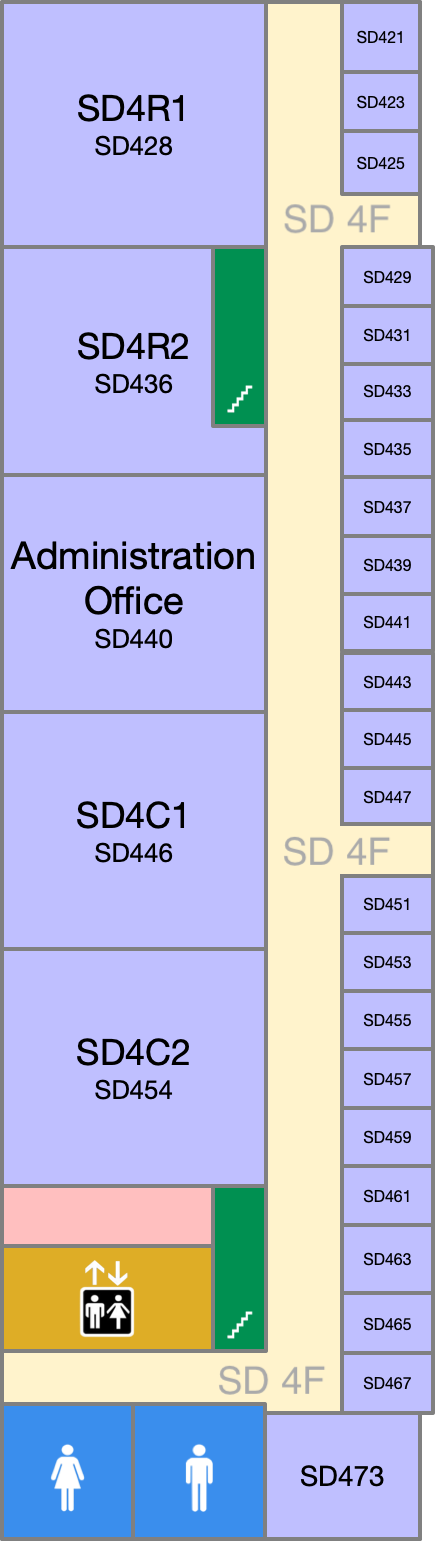 SD4R1
SD428
SD421
SD423
SD425
SD 4F
SD4R2
SD436
SD429
SD431
SD433
SD435
Administration
Office
SD440
SD437
SD439
SD441
SD443
SD445
SD447
SD4C1
SD446
SD 4F
SD451
SD453
SD455
SD457
SD459
SD4C2
SD454
SD461
SD463
SD465
SD467
SD 4F
SD473